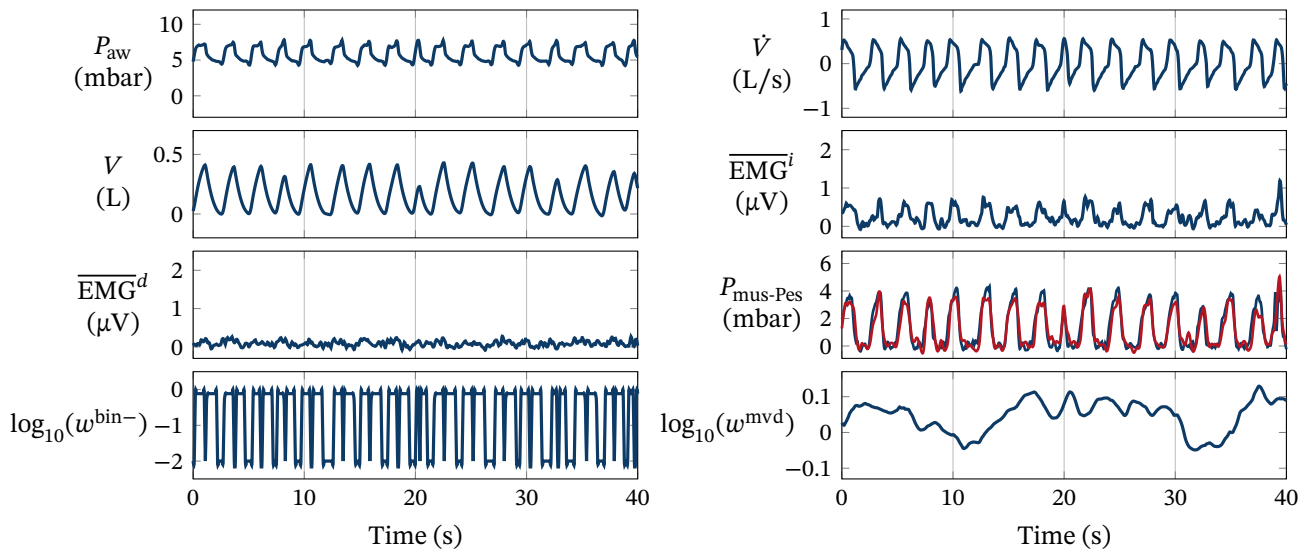 P_aw
(mbar)
10
5
0
V
(L)
0.5
0
EMG^d
(μV)
2
1
0
log₁₀(w^bin−)
0
−1
−2
0 10 20 30 40
Time (s)
V̇
(L/s)
1
0
−1
EMG^i
(μV)
2
1
0
P_mus-Pes
(mbar)
6
4
2
0
log₁₀(w^mvd)
0.1
0
−0.1
0 10 20 30 40
Time (s)